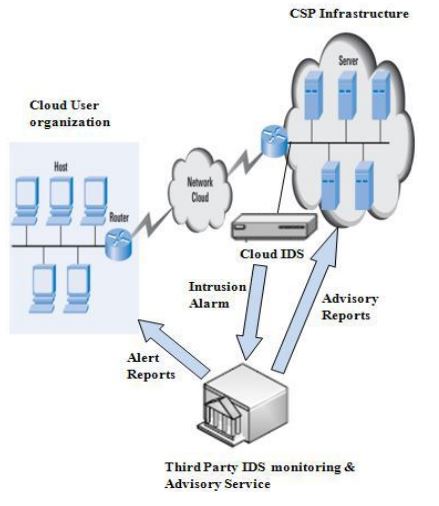 CSP Infrastructure
Server
Cloud User
organization
Host
Router
Network
Cloud
Cloud IDS
Intrusion
Alarm
Advisory
Reports
Alert
Reports
Third Party IDS monitoring &
Advisory Service